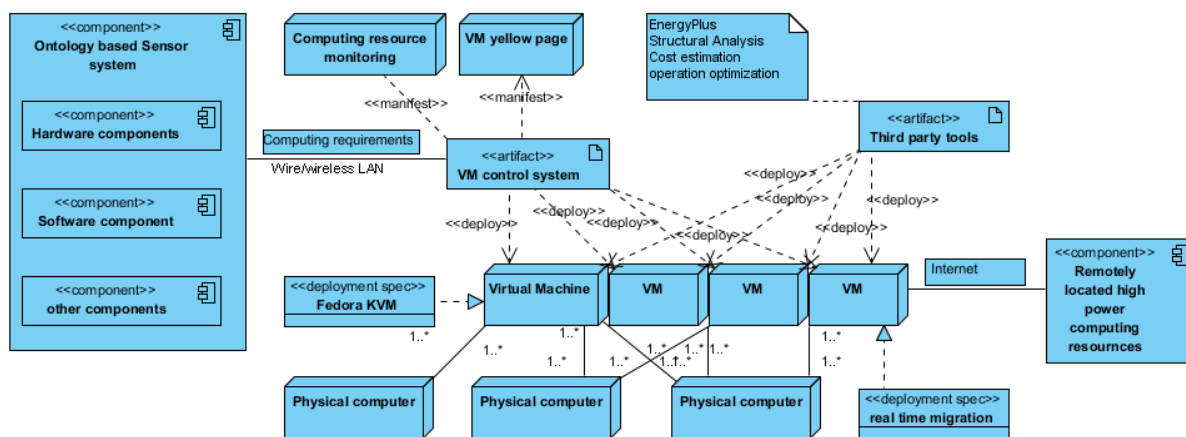 <<component>>
Ontology based Sensor
system
<<component>>
Hardware components
<<component>>
Software component
<<component>>
other components
Computing resource
monitoring
VM yellow page
EnergyPlus
Structural Analysis
Cost estimation
operation optimization
<<manifest>>
<<manifest>>
Computing requirements
Wire/wireless LAN
<<artifact>>
VM control system
<<artifact>>
Third party tools
<<deploy>>
<<deploy>>
<<deploy>>
<<deploy>>
<<deploy>>
<<deploy>>
<<deploy>>
<<deployment spec>>
Fedora KVM
Virtual Machine
VM
VM
VM
Internet
<<component>>
Remotely
located high
power
computing
resournces
1..*
1..*
1..*
1..*
1..*
1..*
1..*
1..*
1..*
1..*
1..*
1..*
Physical computer
Physical computer
Physical computer
<<deployment spec>>
real time migration